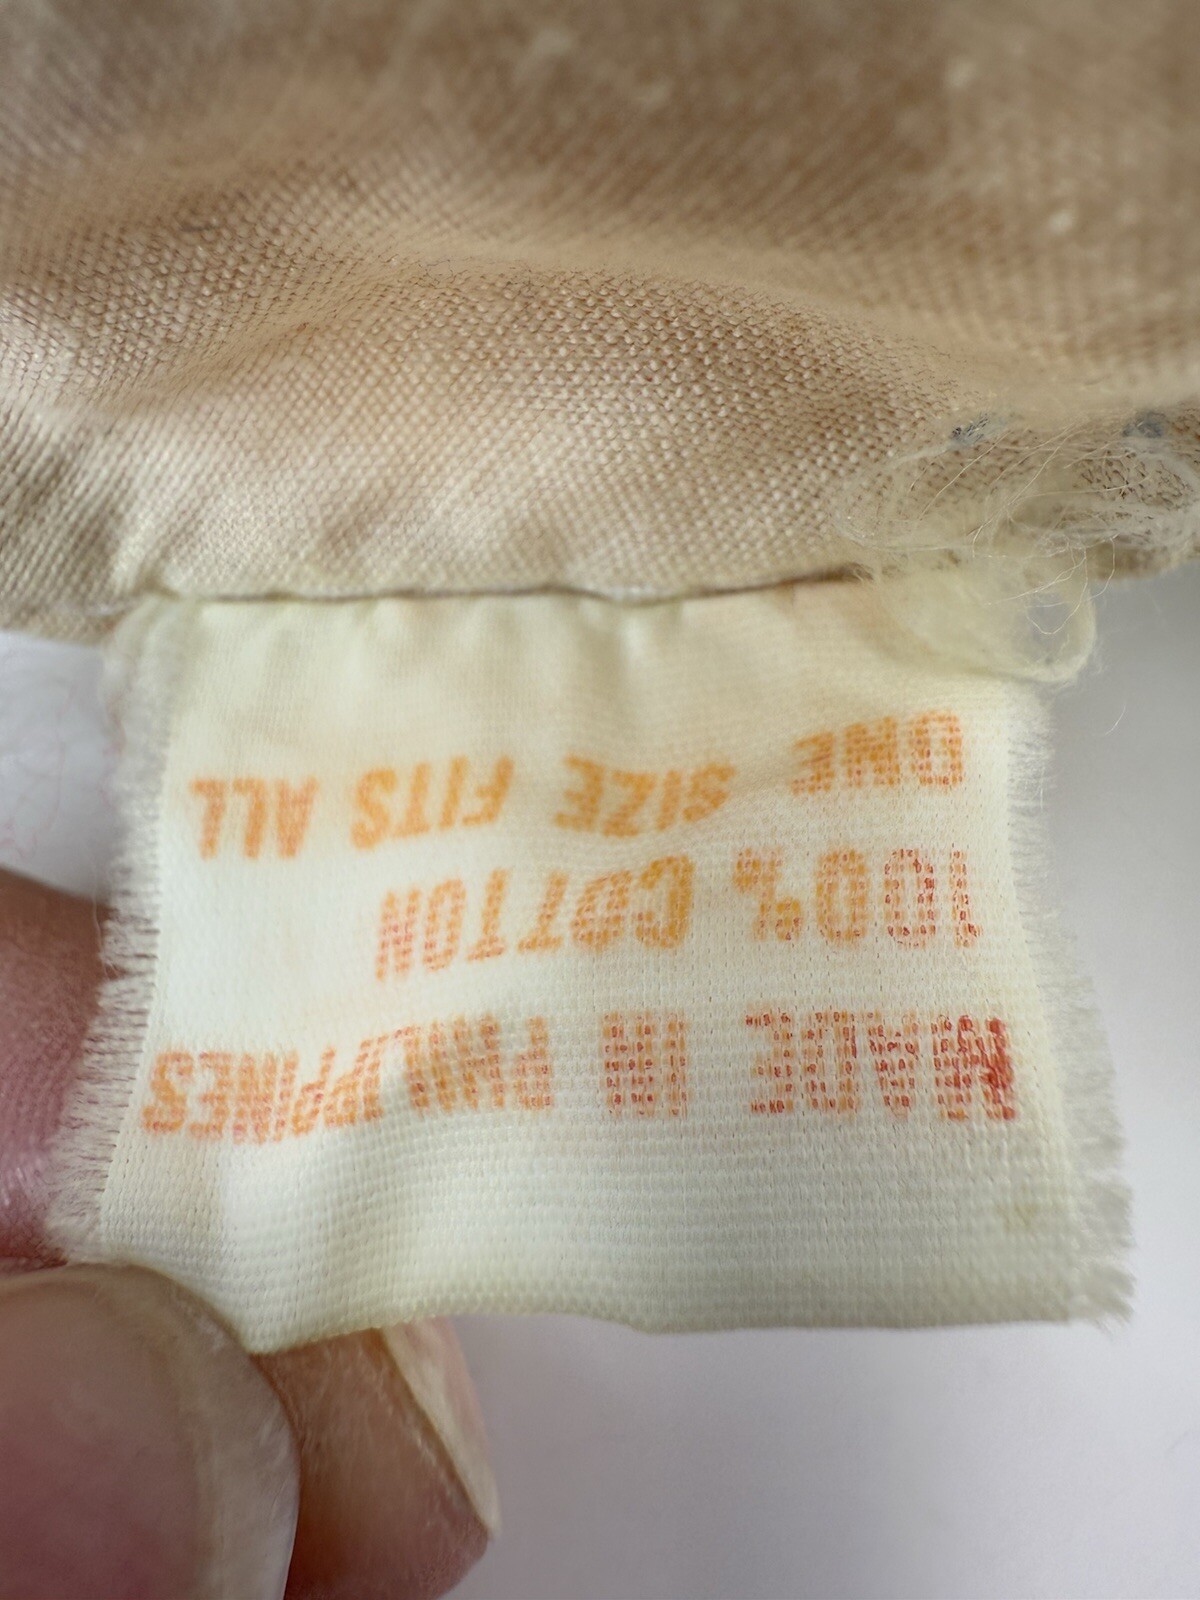 MADE IN PHILIPPINES
100% COTTON
ONE SIZE FITS ALL